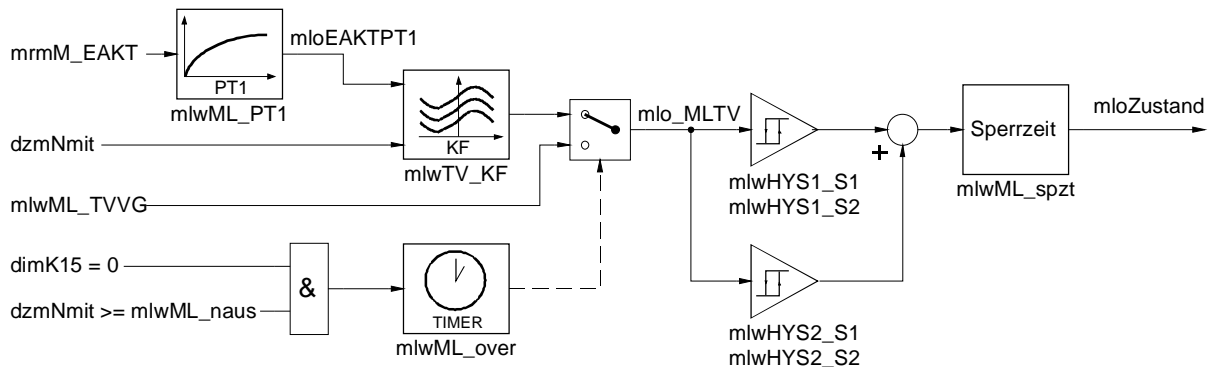 mrmM_EAKT
PT1
mlwML_PT1
mloEAKTPT1
dzmNmit
KF
mlwTV_KF
mlwML_TVVG
dimK15 = 0
dzmNmit >= mlwML_naus
&
TIMER
mlwML_over
mlo_MLTV
mlwHYS1_S1
mlwHYS1_S2
mlwHYS2_S1
mlwHYS2_S2
+
Sperrzeit
mlwML_spzt
mloZustand